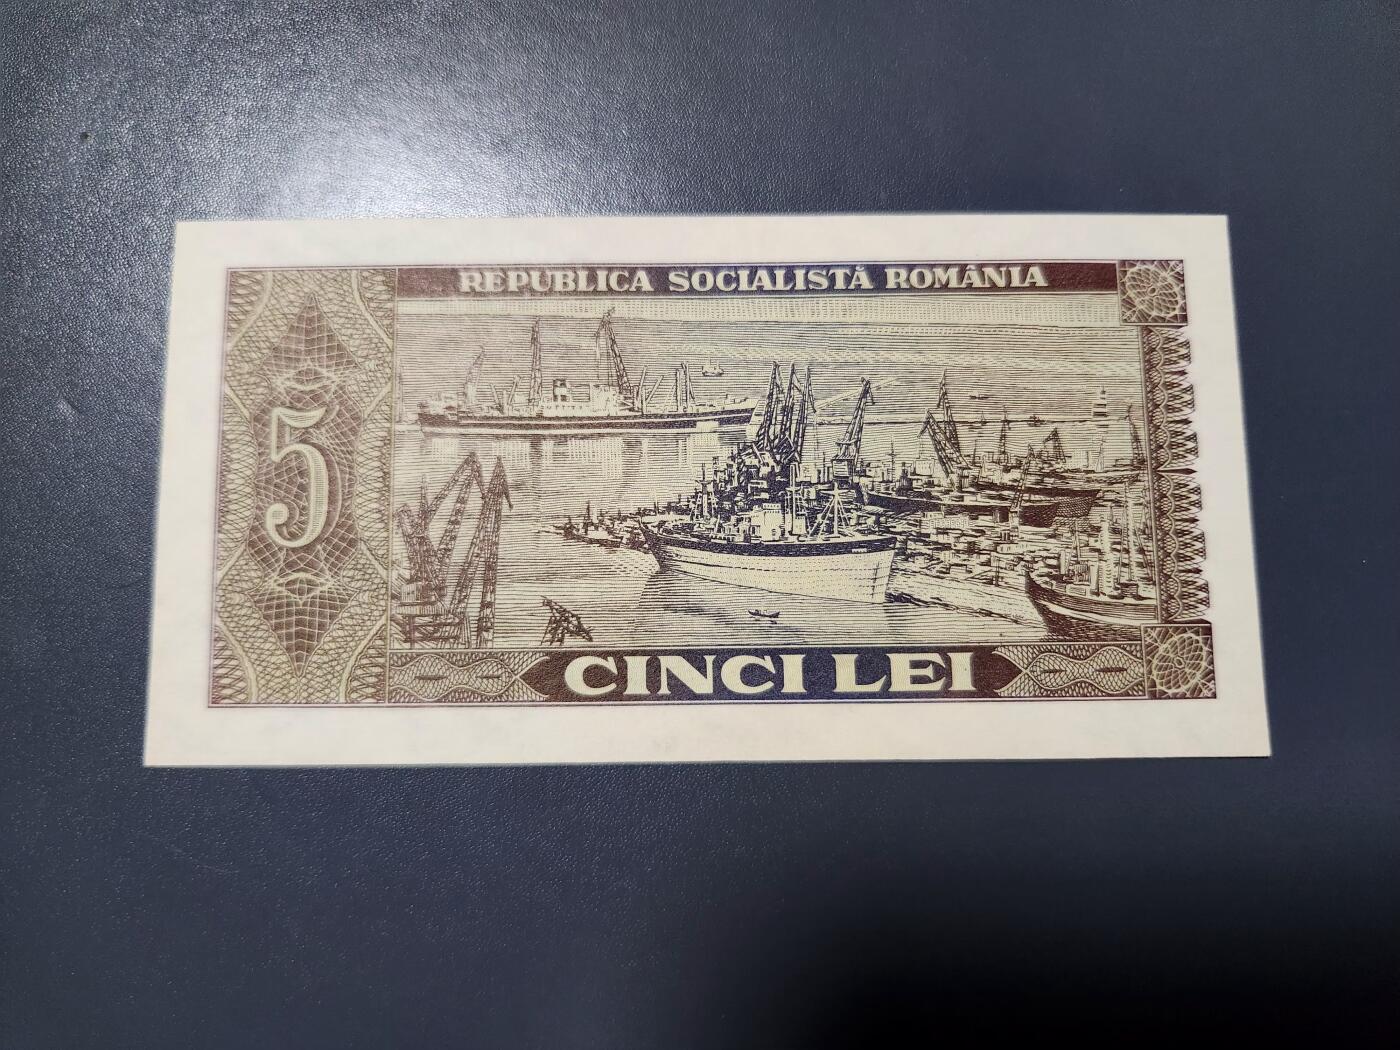 REPUBLICA SOCIALISTĂ ROMÂNIA
5
CINCI LEI